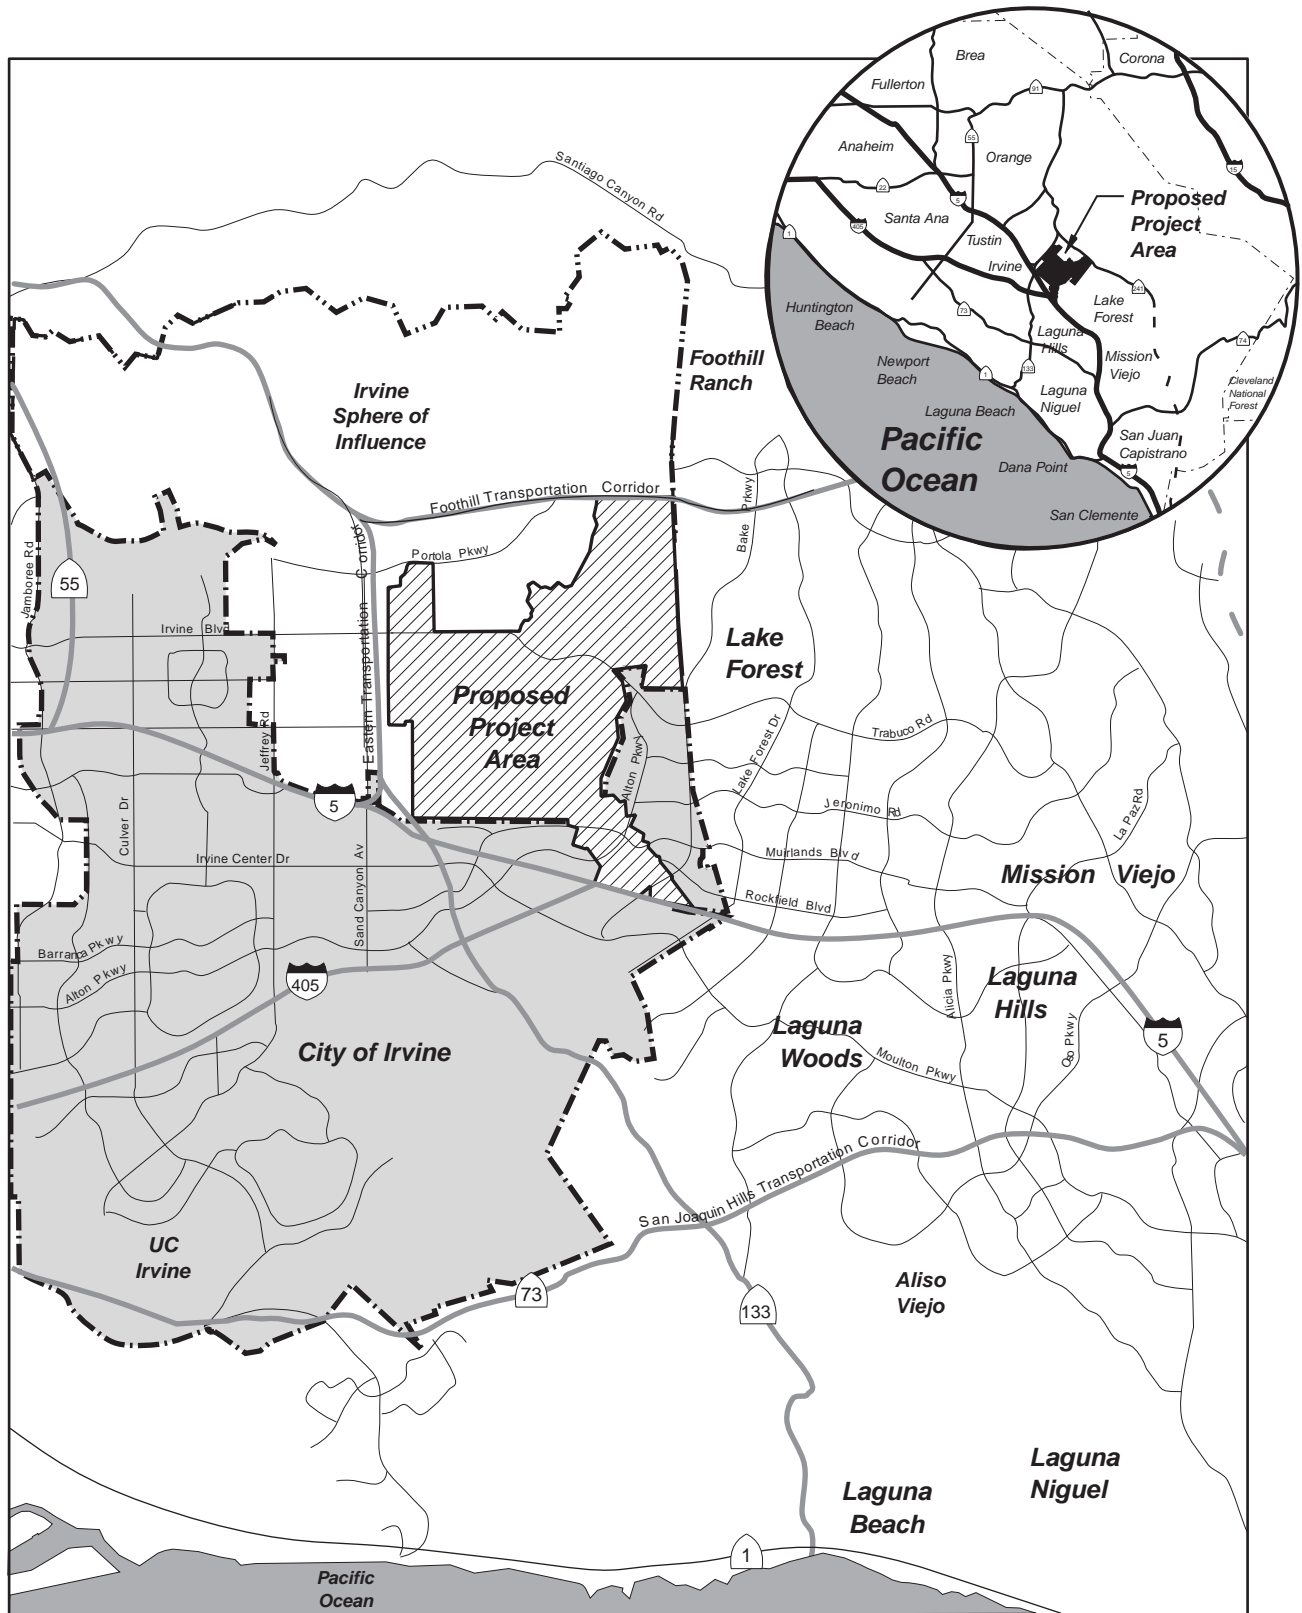 Brea
Corona
Fullerton
91
Anaheim
55
Orange
15
22
5
Santa Ana
405
1
Tustin
Irvine
Proposed
Project
Area
241
Lake
Forest
73
Huntington
Beach
Laguna
Hills
74
Newport
Beach
133
Mission
Viejo
1
Cleveland
National
Forest
Laguna
Niguel
Laguna Beach
Pacific
Ocean
San Juan
Capistrano
Dana Point
5
San Clemente
Santiago Canyon Rd
Foothill
Ranch
Irvine
Sphere of
Influence
Foothill Transportation Corridor
Bake Prkwy
Portola Pkwy
Jamboree Rd
55
Eastern Transportation Corridor
Irvine Blvd
Lake
Forest
Proposed
Project
Area
Jeffrey Rd
Alton Pkwy
Lake Forest Dr
Trabuco Rd
5
Jeronimo Rd
La Paz Rd
Culver Dr
Irvine Center Dr
Sand Canyon Av
Muirlands Blvd
Mission Viejo
Rockfield Blvd
Barranca Pkwy
Alton Pkwy
405
Alicia Pkwy
Laguna
Hills
City of Irvine
Laguna
Woods
Moulton Pkwy
Oso Pkwy
5
San Joaquin Hills Transportation Corridor
UC
Irvine
73
133
Aliso
Viejo
Laguna
Niguel
Laguna
Beach
1
Pacific
Ocean